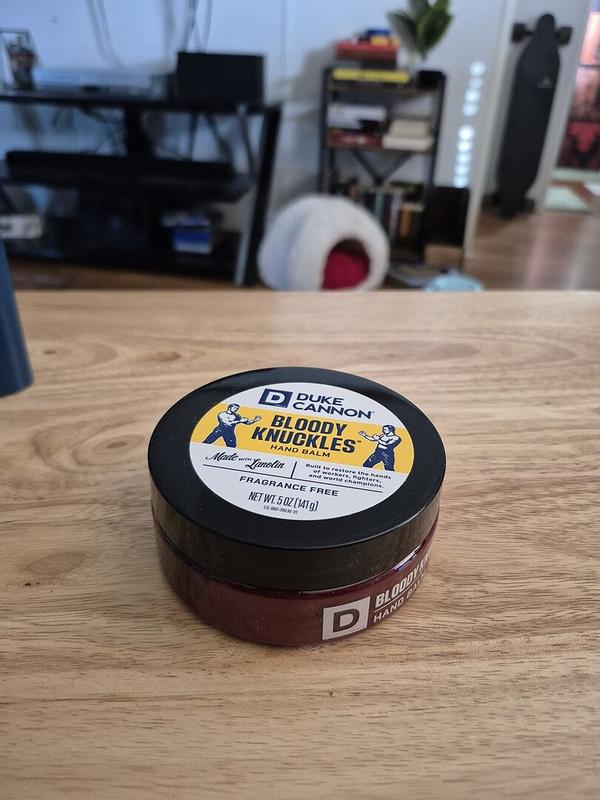 D DUKE
CANNON®
BLOODY
KNUCKLES®
HAND BALM
Made WITH Lanolin
Built to restore the hands
of workers, fighters,
and world champions.
FRAGRANCE FREE
NET WT. 5 OZ (141g)
D BLOODY
HAND BA